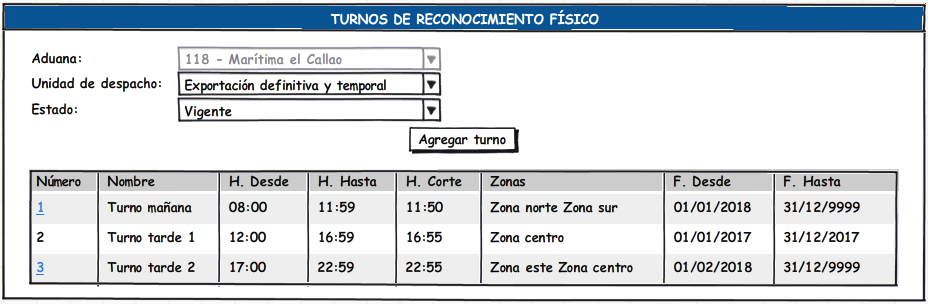 TURNOS DE RECONOCIMIENTO FÍSICO
Aduana: 118 - Marítima el Callao
Unidad de despacho: Exportación definitiva y temporal
Estado: Vigente
Agregar turno
Número Nombre H. Desde H. Hasta H. Corte Zonas F. Desde F. Hasta
1 Turno mañana 08:00 11:59 11:50 Zona norte Zona sur 01/01/2018 31/12/9999
2 Turno tarde 1 12:00 16:59 16:55 Zona centro 01/01/2017 31/12/2017
3 Turno tarde 2 17:00 22:59 22:55 Zona este Zona centro 01/02/2018 31/12/9999